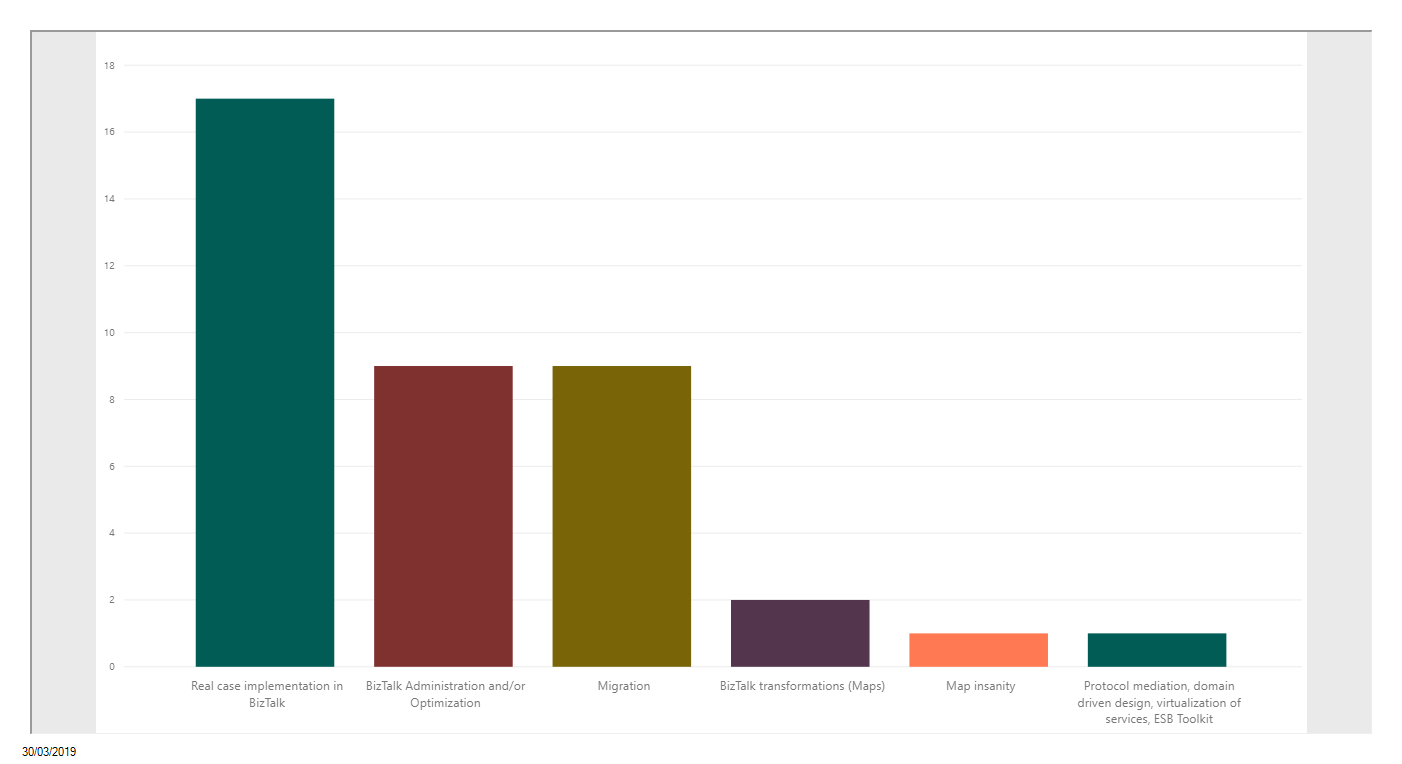 18
16
14
12
10
8
6
4
2
0
Real case implementation in
BizTalk
BizTalk Administration and/or
Optimization
Migration
BizTalk transformations (Maps)
Map insanity
Protocol mediation, domain
driven design, virtualization of
services, ESB Toolkit
30/03/2019